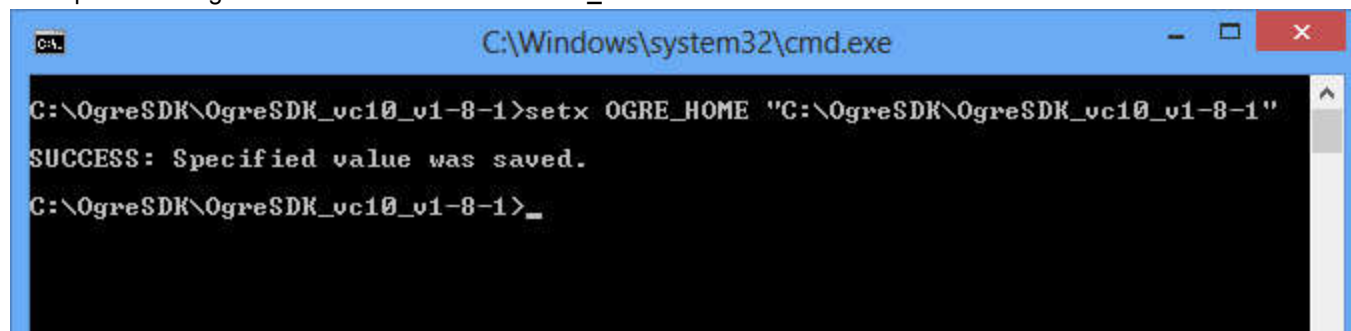 C:\Windows\system32\cmd.exe
C:\OgreSDK\OgreSDK_vc10_v1-8-1>setx OGRE_HOME "C:\OgreSDK\OgreSDK_vc10_v1-8-1"
SUCCESS: Specified value was saved.
C:\OgreSDK\OgreSDK_vc10_v1-8-1>_